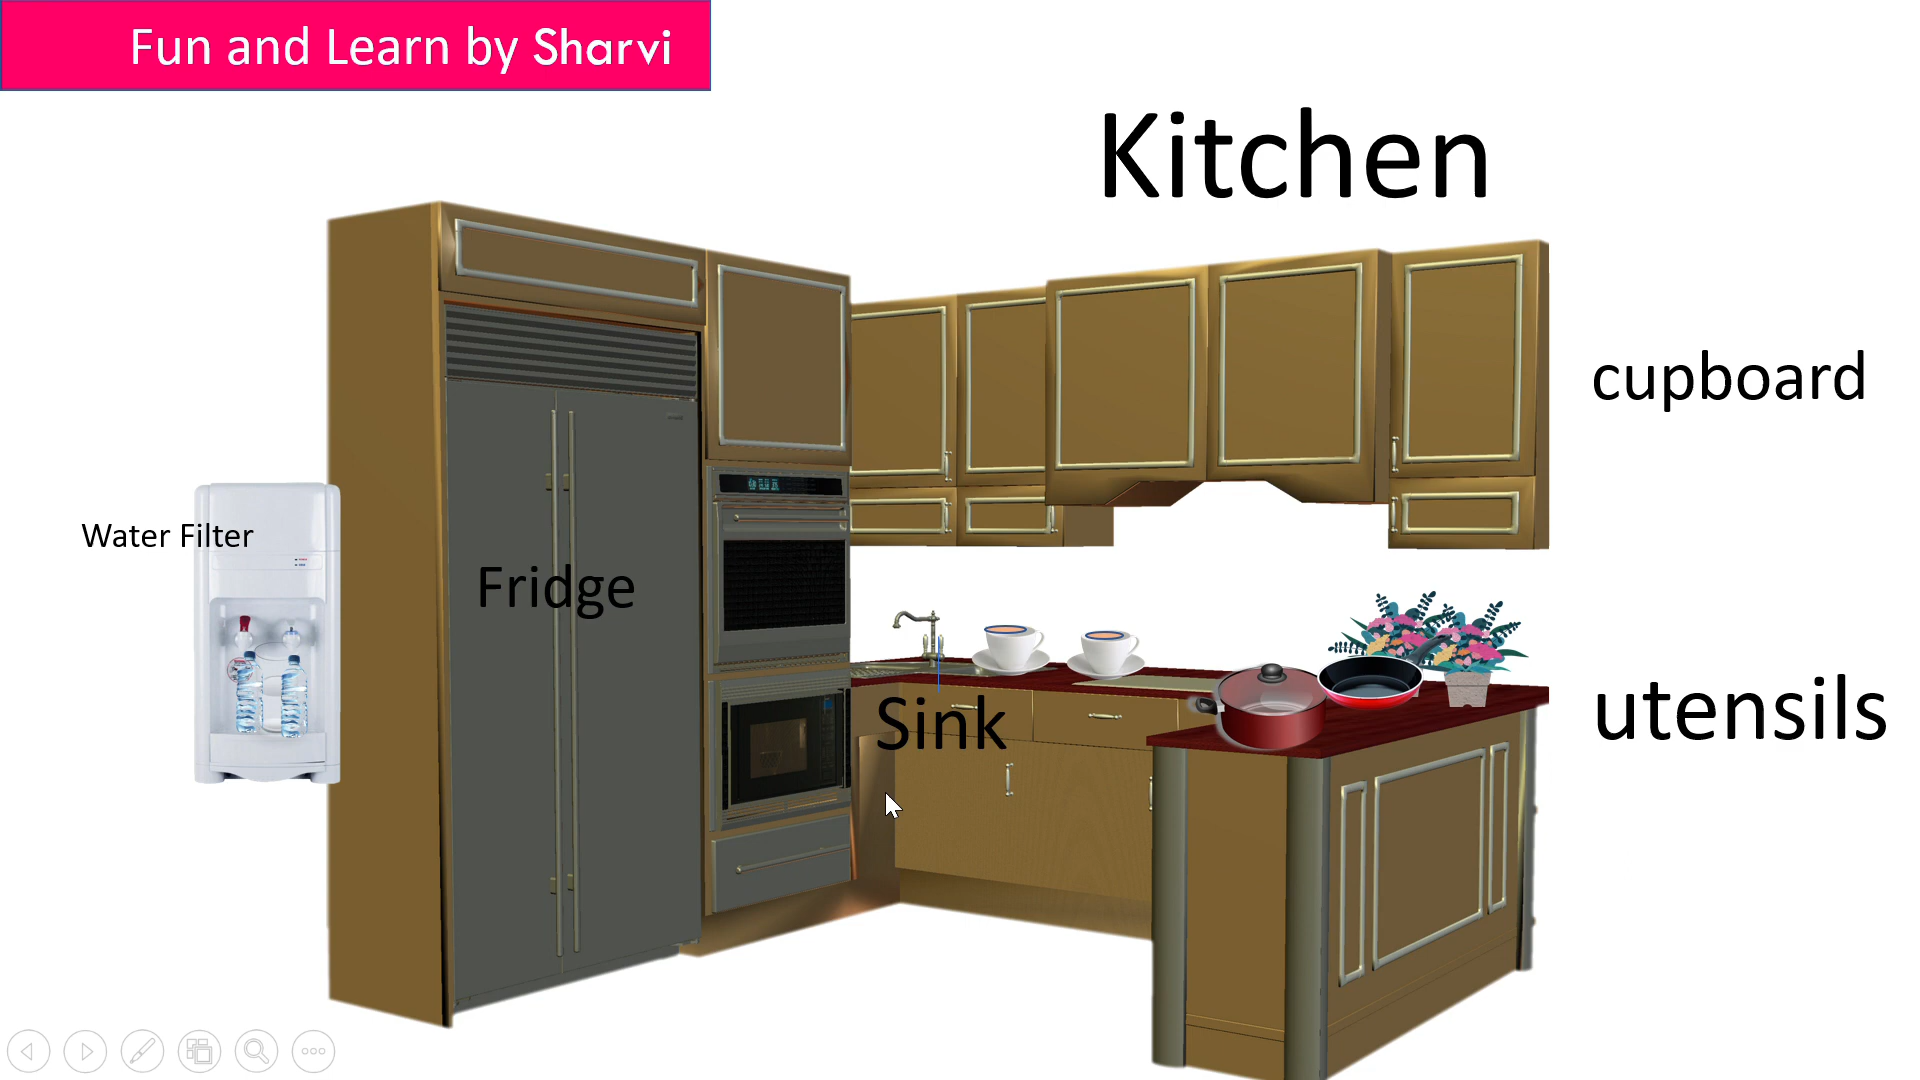 Fun and Learn by Sharvi
Kitchen
cupboard
Water Filter
Fridge
Sink
utensils